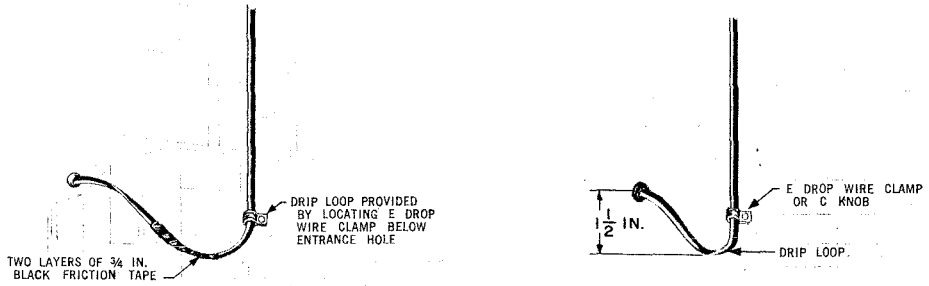 DRIP LOOP PROVIDED
BY LOCATING E DROP
WIRE CLAMP BELOW
ENTRANCE HOLE
TWO LAYERS OF ¾ IN.
BLACK FRICTION TAPE
1 1/2 IN.
E DROP WIRE CLAMP
OR C KNOB
DRIP LOOP.